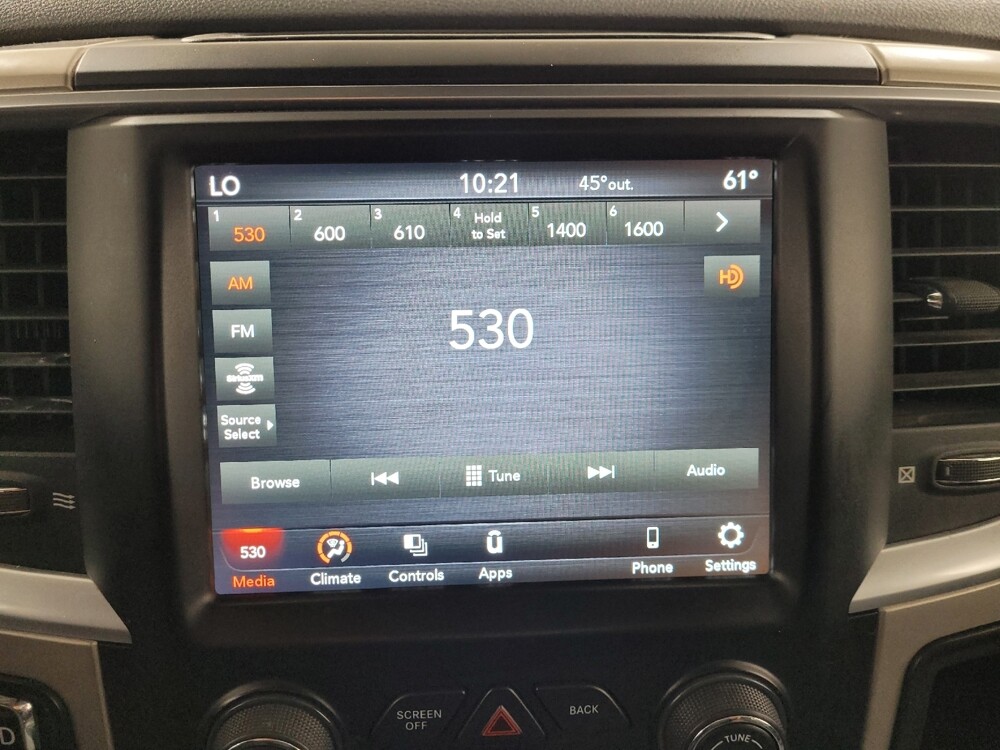 LO 10:21 45°out. 61°
1 530 2 600 3 610 4 Hold to Set 5 1400 6 1600
AM
HD
530
FM
SiriusXM
Source
Select
Browse Tune Audio
530
Media Climate Controls Apps Phone Settings
SCREEN
OFF
BACK
TUNE
D